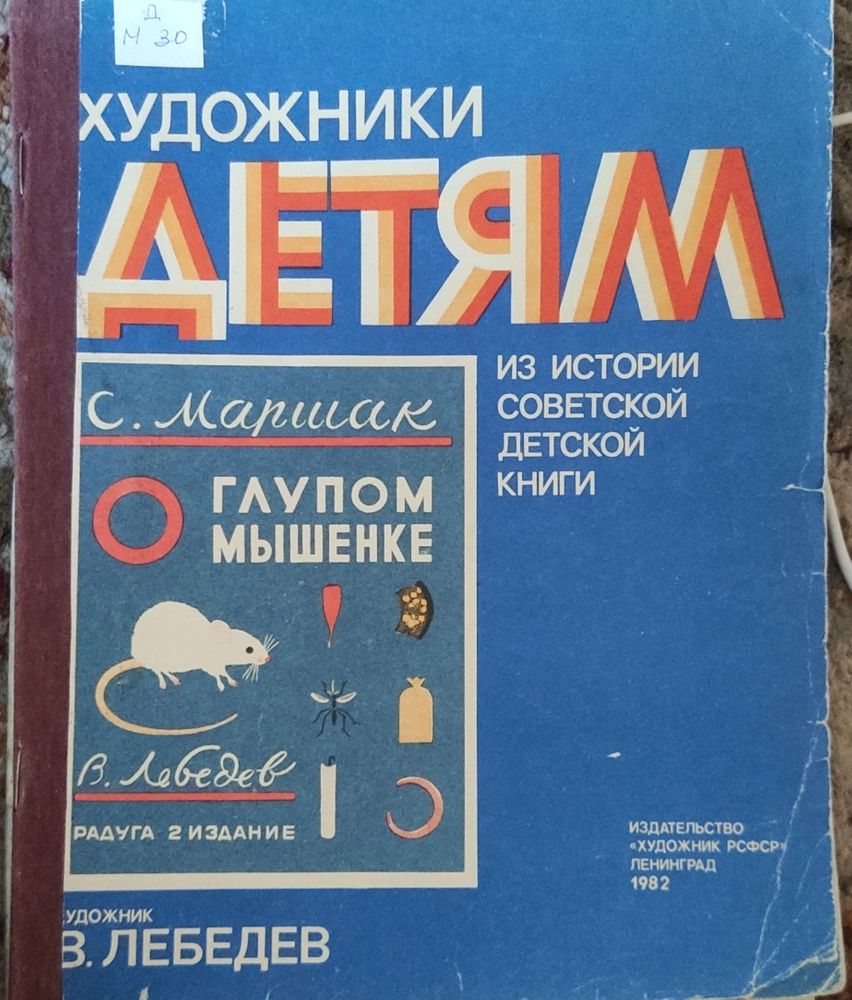 Д
М 30
ХУДОЖНИКИ
ДЕТЯМ
ИЗ ИСТОРИИ
СОВЕТСКОЙ
ДЕТСКОЙ
КНИГИ
С. Маршак
О ГЛУПОМ
МЫШЕНКЕ
В. Лебедев
РАДУГА 2 ИЗДАНИЕ
ИЗДАТЕЛЬСТВО
«ХУДОЖНИК РСФСР»
ЛЕНИНГРАД
1982
УДОЖНИК
В. ЛЕБЕДЕВ